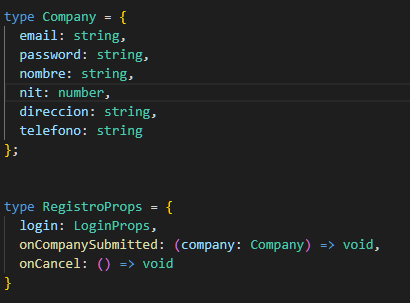 type Company = {
  email: string,
  password: string,
  nombre: string,
  nit: number,
  direccion: string,
  telefono: string
};
type RegistroProps = {
  login: LoginProps,
  onCompanySubmitted: (company: Company) => void,
  onCancel: () => void
}